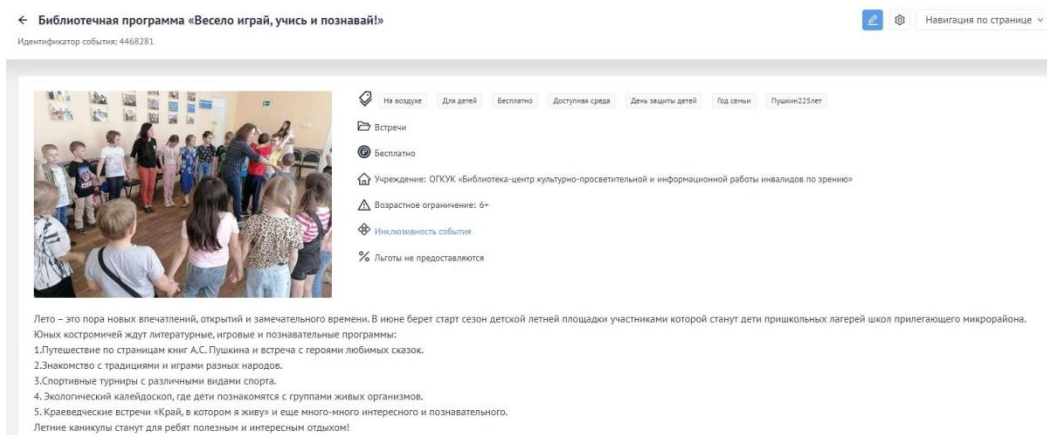 Библиотечная программа «Весело играй, учись и познавай!»
Навигация по странице
Идентификатор события: 4468281
На воздухе Для детей Бесплатно Доступная среда День защиты детей Год семьи Пушкин225лет
Встречи
Бесплатно
Учреждение: ОГКУК «Библиотека-центр культурно-просветительной и информационной работы инвалидов по зрению»
Возрастное ограничение: 6+
Инклюзивность события
Льготы не предоставляются
Лето – это пора новых впечатлений, открытий и замечательного времени. В июне берет старт сезон детской летней площадки участниками которой станут дети пришкольных лагерей школ прилегающего микрорайона.
Юных костромичей ждут литературные, игровые и познавательные программы:
1.Путешествие по страницам книг А.С. Пушкина и встреча с героями любимых сказок.
2.Знакомство с традициями и играми разных народов.
3.Спортивные турниры с различными видами спорта.
4. Экологический калейдоскоп, где дети познакомятся с группами живых организмов.
5. Краеведческие встречи «Край, в котором я живу» и еще много-много интересного и познавательного.
Летние каникулы станут для ребят полезным и интересным отдыхом!